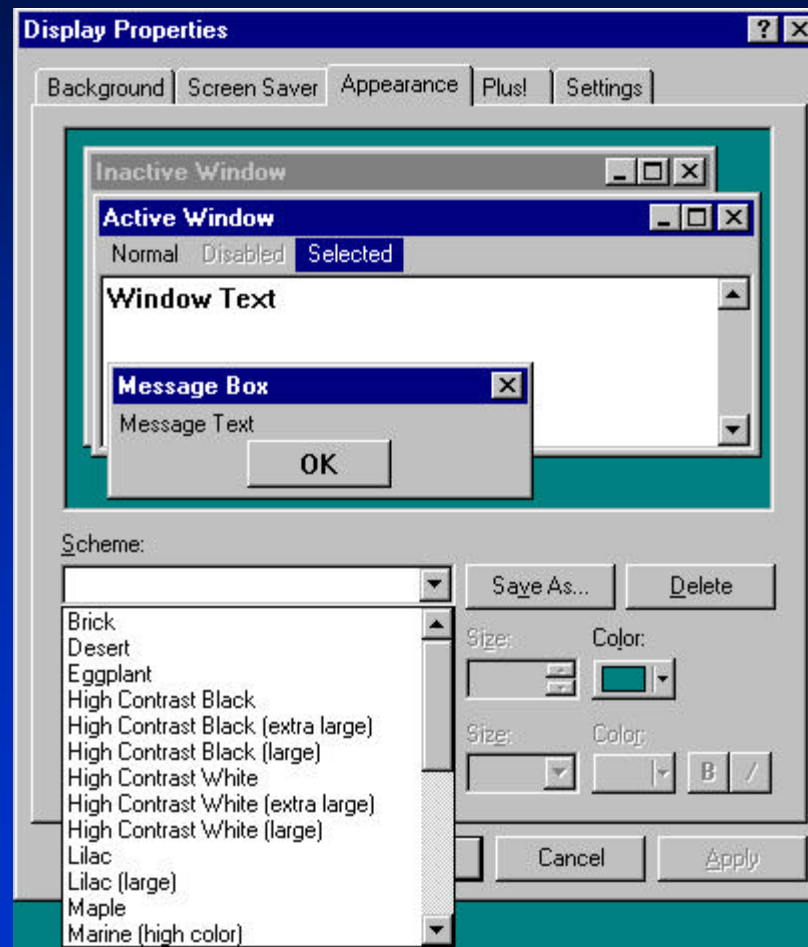 Display Properties
Background Screen Saver Appearance Plus! Settings
Inactive Window
Active Window
Normal Disabled Selected
Window Text
Message Box
Message Text
OK
Scheme:
Save As... Delete
Brick
Desert
Eggplant
High Contrast Black
High Contrast Black (extra large)
High Contrast Black (large)
High Contrast White
High Contrast White (extra large)
High Contrast White (large)
Lilac
Lilac (large)
Maple
Marine (high color)
Size: Color:
Size: Color:
B /
Cancel Apply